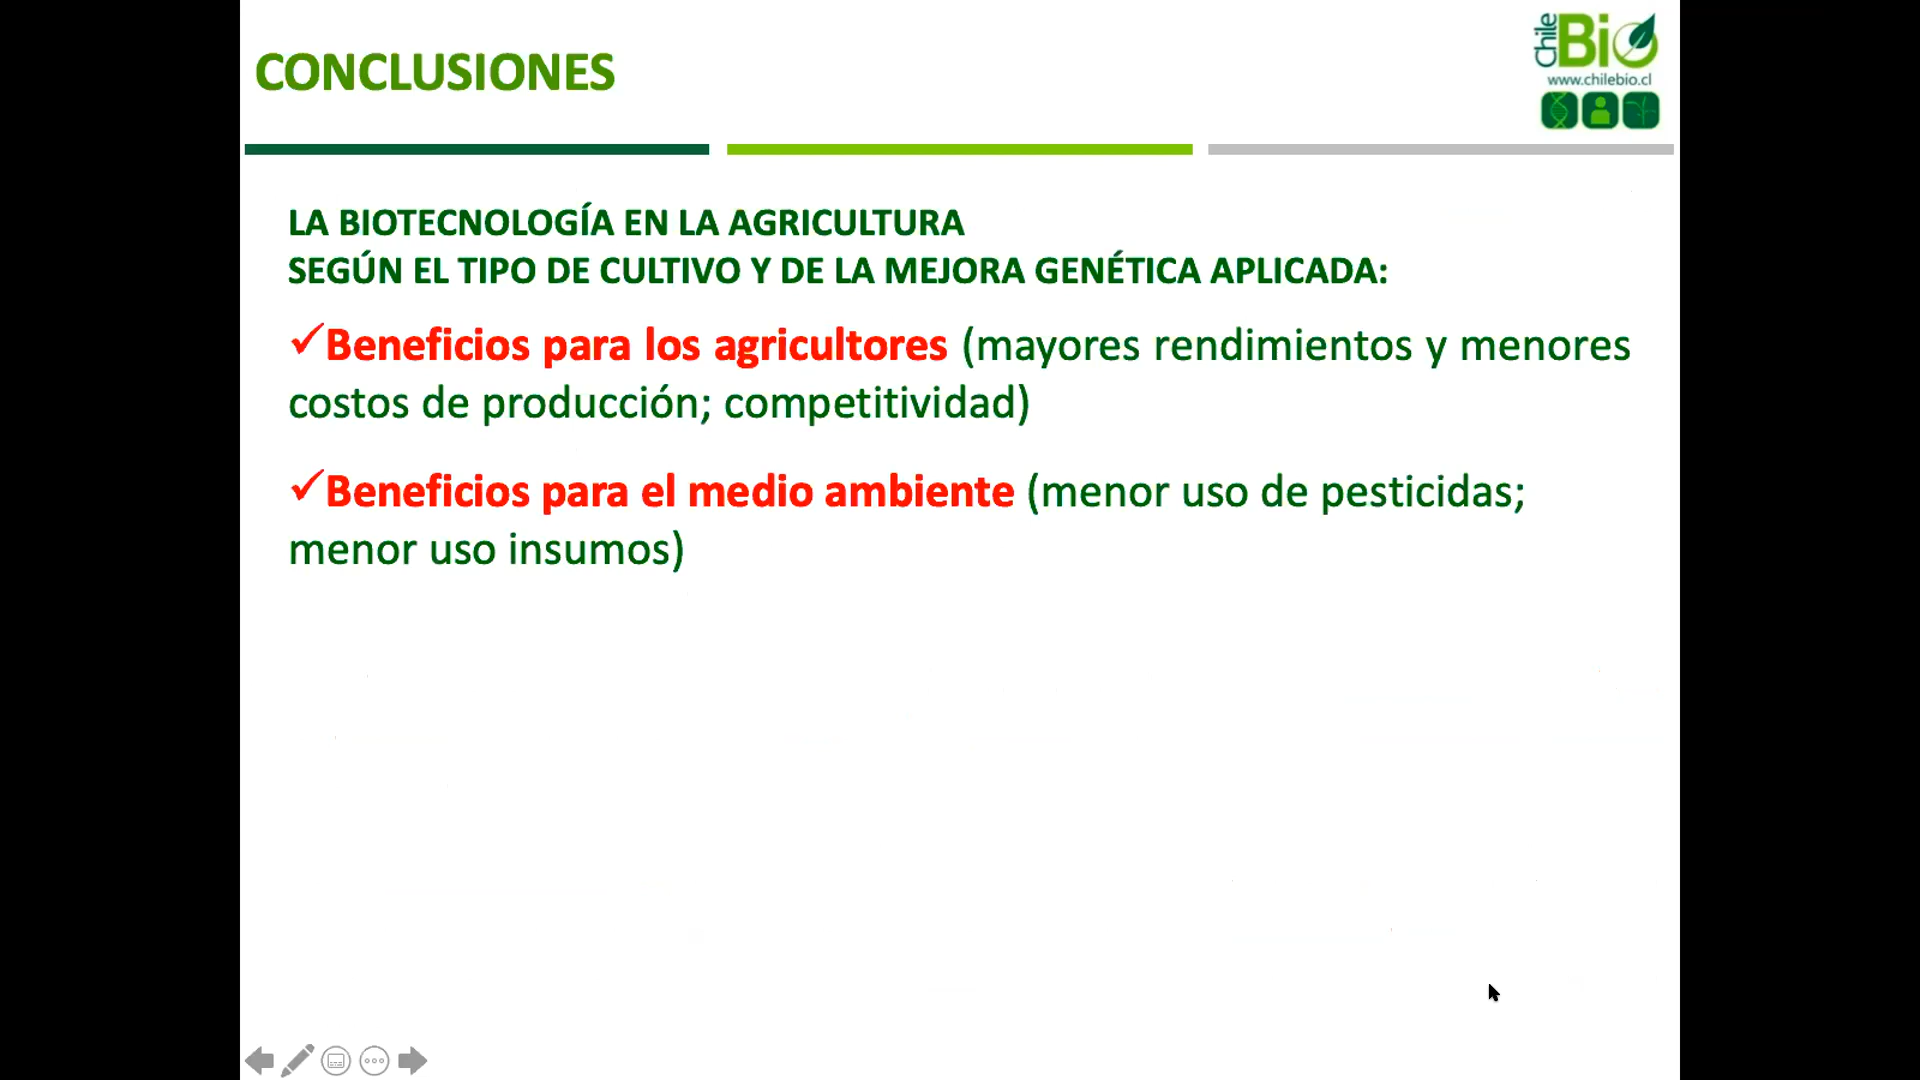 CONCLUSIONES
Chile
Bio
www.chilebio.cl
LA BIOTECNOLOGÍA EN LA AGRICULTURA
SEGÚN EL TIPO DE CULTIVO Y DE LA MEJORA GENÉTICA APLICADA:
✓Beneficios para los agricultores (mayores rendimientos y menores
costos de producción; competitividad)
✓Beneficios para el medio ambiente (menor uso de pesticidas;
menor uso insumos)